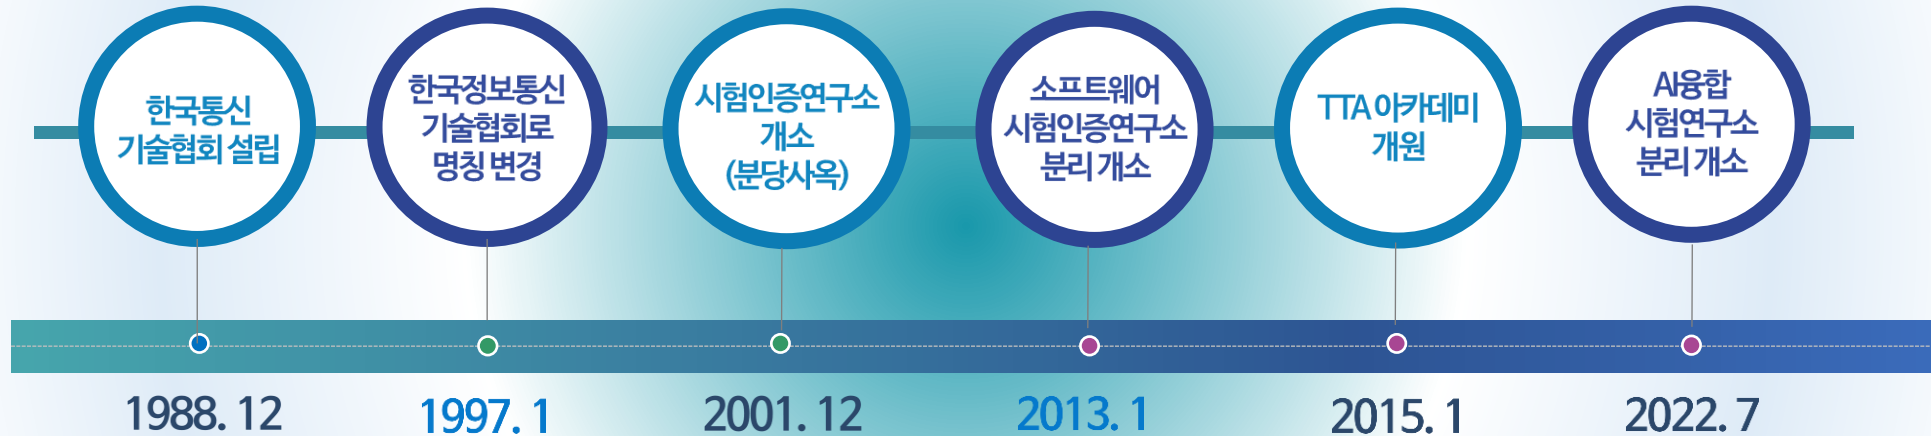 한국통신
기술협회 설립
한국정보통신
기술협회로
명칭 변경
시험인증연구소
개소
(분당사옥)
소프트웨어
시험인증연구소
분리 개소
TTA 아카데미
개원
AI융합
시험연구소
분리 개소
1988. 12
1997. 1
2001. 12
2013. 1
2015. 1
2022. 7